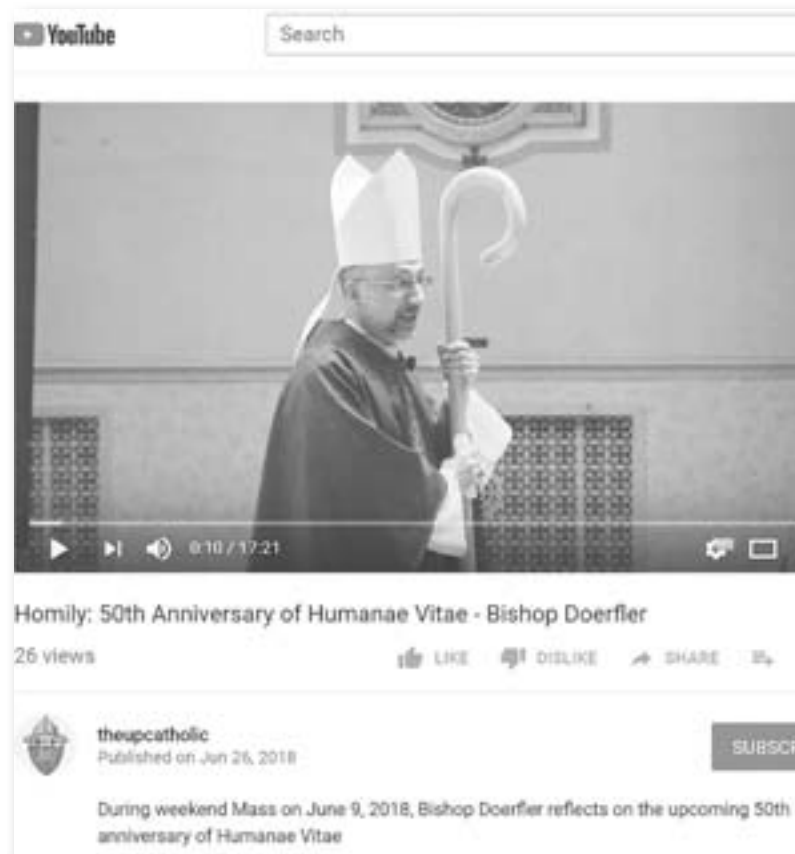 YouTube
Search
0:10 / 17:21
Homily: 50th Anniversary of Humanae Vitae - Bishop Doerfler
26 views
LIKE DISLIKE SHARE
theupcatholic
Published on Jun 26, 2018
SUBSCR
During weekend Mass on June 9, 2018, Bishop Doerfler reflects on the upcoming 50th
anniversary of Humanae Vitae